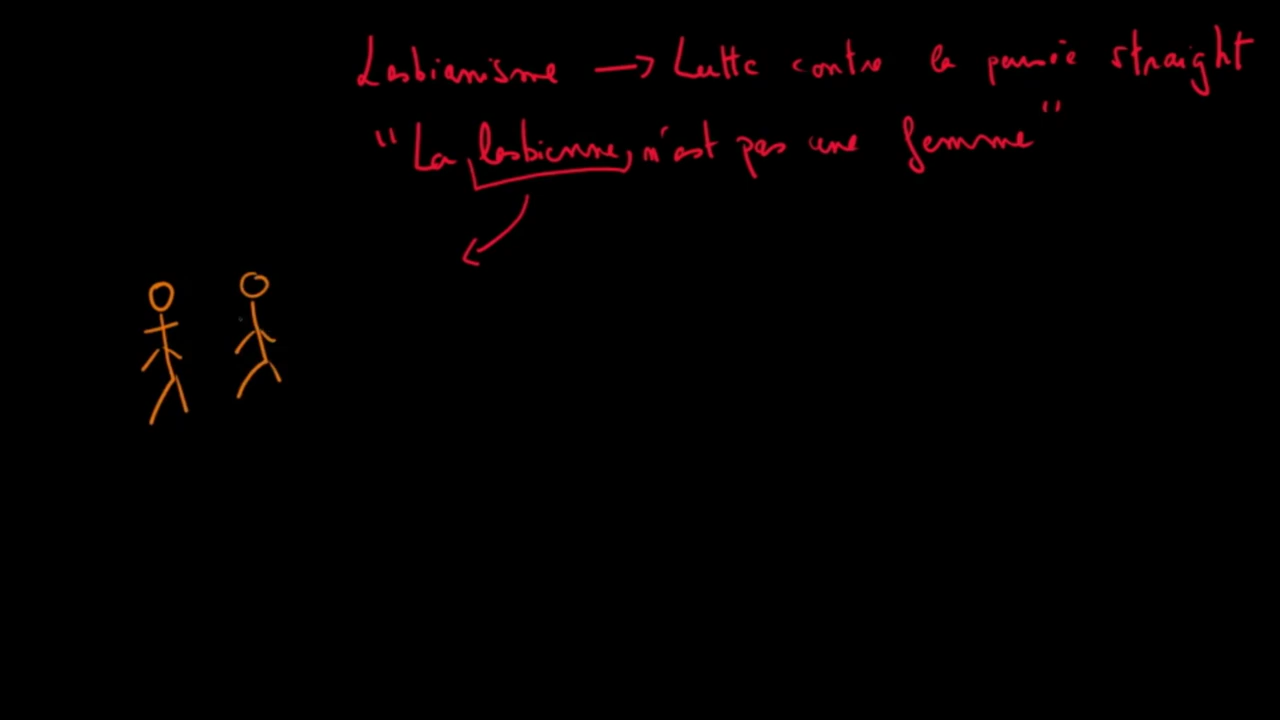 Lesbianisme → Lutte contre la pensée straight
"La lesbienne n'est pas une femme"